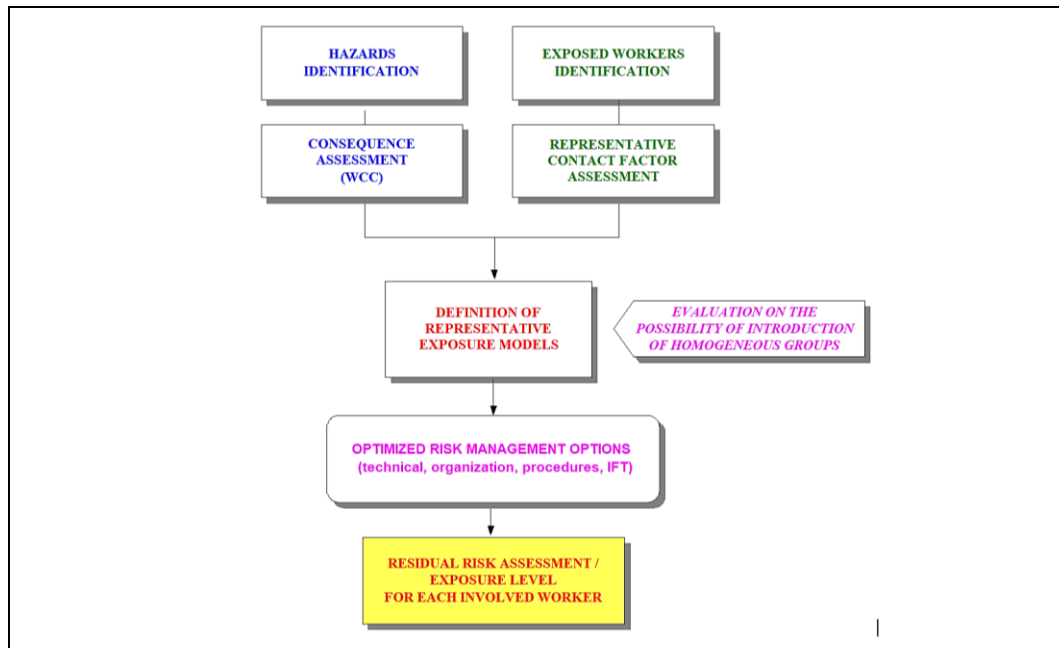 HAZARDS
IDENTIFICATION
EXPOSED WORKERS
IDENTIFICATION
CONSEQUENCE
ASSESSMENT
(WCC)
REPRESENTATIVE
CONTACT FACTOR
ASSESSMENT
DEFINITION OF
REPRESENTATIVE
EXPOSURE MODELS
EVALUATION ON THE
POSSIBILITY OF INTRODUCTION
OF HOMOGENEOUS GROUPS
OPTIMIZED RISK MANAGEMENT OPTIONS
(technical, organization, procedures, IFT)
RESIDUAL RISK ASSESSMENT /
EXPOSURE LEVEL
FOR EACH INVOLVED WORKER